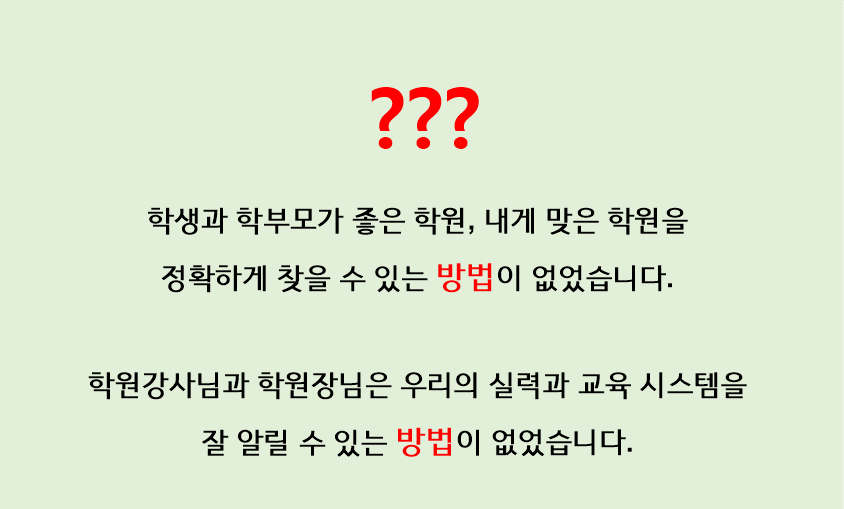 ???
학생과 학부모가 좋은 학원, 내게 맞은 학원을
정확하게 찾을 수 있는 방법이 없었습니다.
학원강사님과 학원장님은 우리의 실력과 교육 시스템을
잘 알릴 수 있는 방법이 없었습니다.